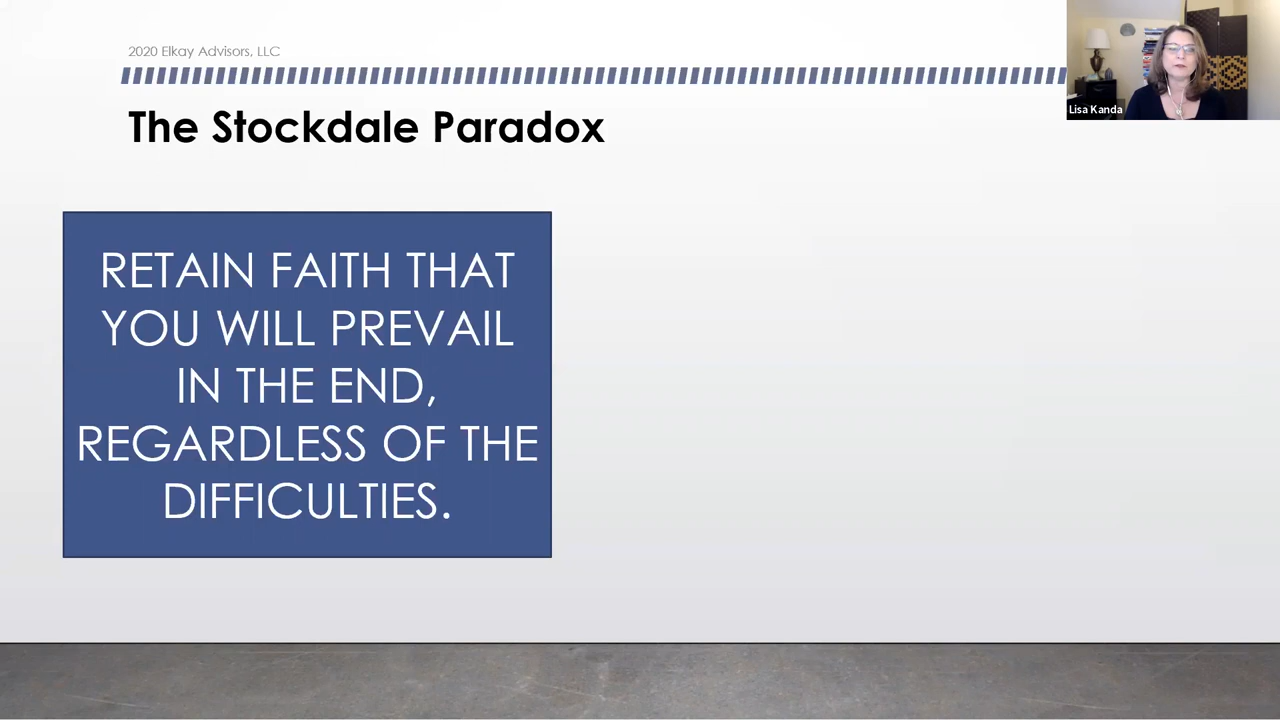 2020 Elkay Advisors, LLC
Lisa Kanda
The Stockdale Paradox
RETAIN FAITH THAT
YOU WILL PREVAIL
IN THE END,
REGARDLESS OF THE
DIFFICULTIES.